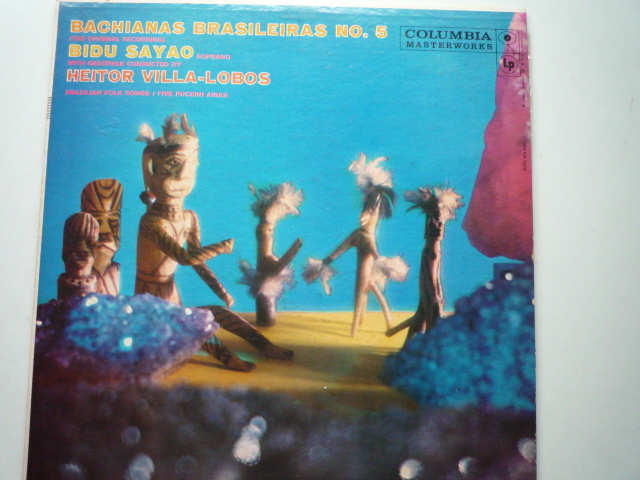 BACHIANAS BRASILEIRAS NO. 5
(THE ORIGINAL RECORDING)
BIDU SAYAO SOPRANO
WITH ENSEMBLE CONDUCTED BY
HEITOR VILLA-LOBOS
BRAZILIAN FOLK SONGS / FIVE PUCCINI ARIAS
COLUMBIA
MASTERWORKS
Lp